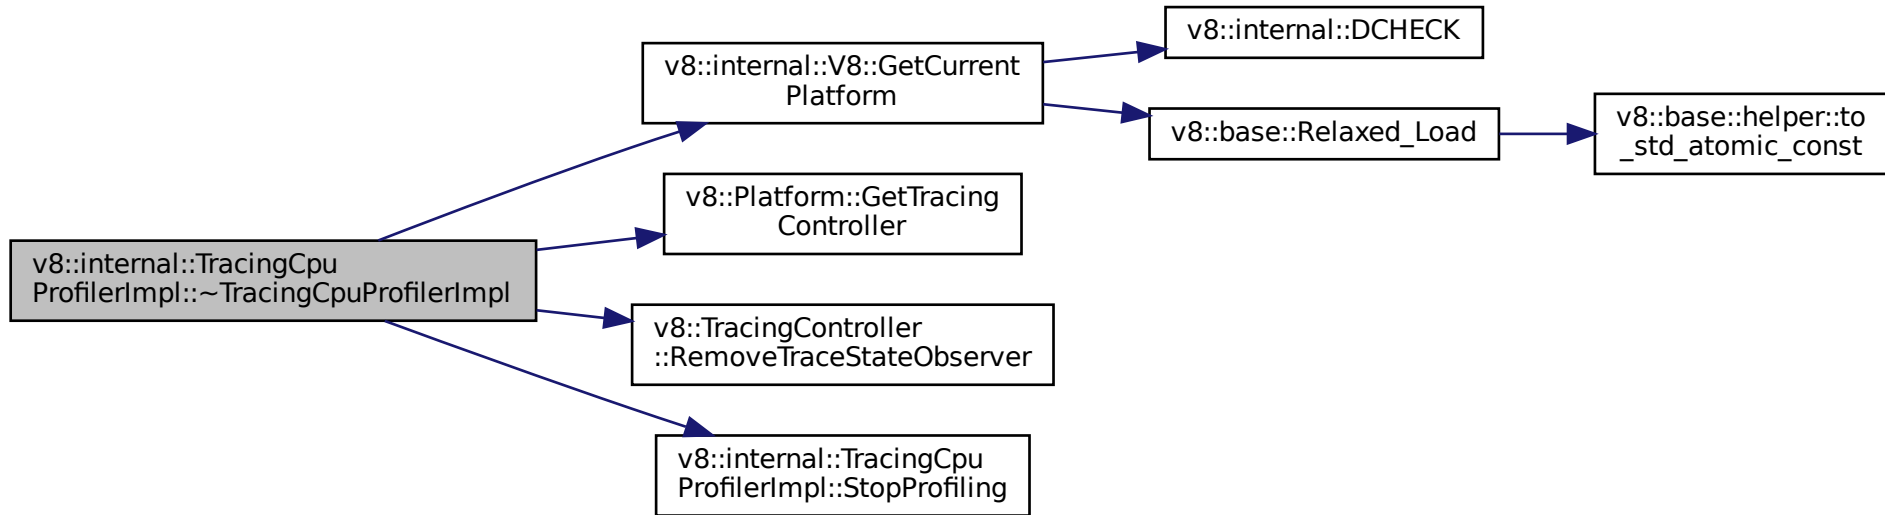 v8::internal::TracingCpu
ProfilerImpl::~TracingCpuProfilerImpl
v8::internal::V8::GetCurrent
Platform
v8::internal::DCHECK
v8::base::Relaxed_Load
v8::base::helper::to
_std_atomic_const
v8::Platform::GetTracing
Controller
v8::TracingController
::RemoveTraceStateObserver
v8::internal::TracingCpu
ProfilerImpl::StopProfiling